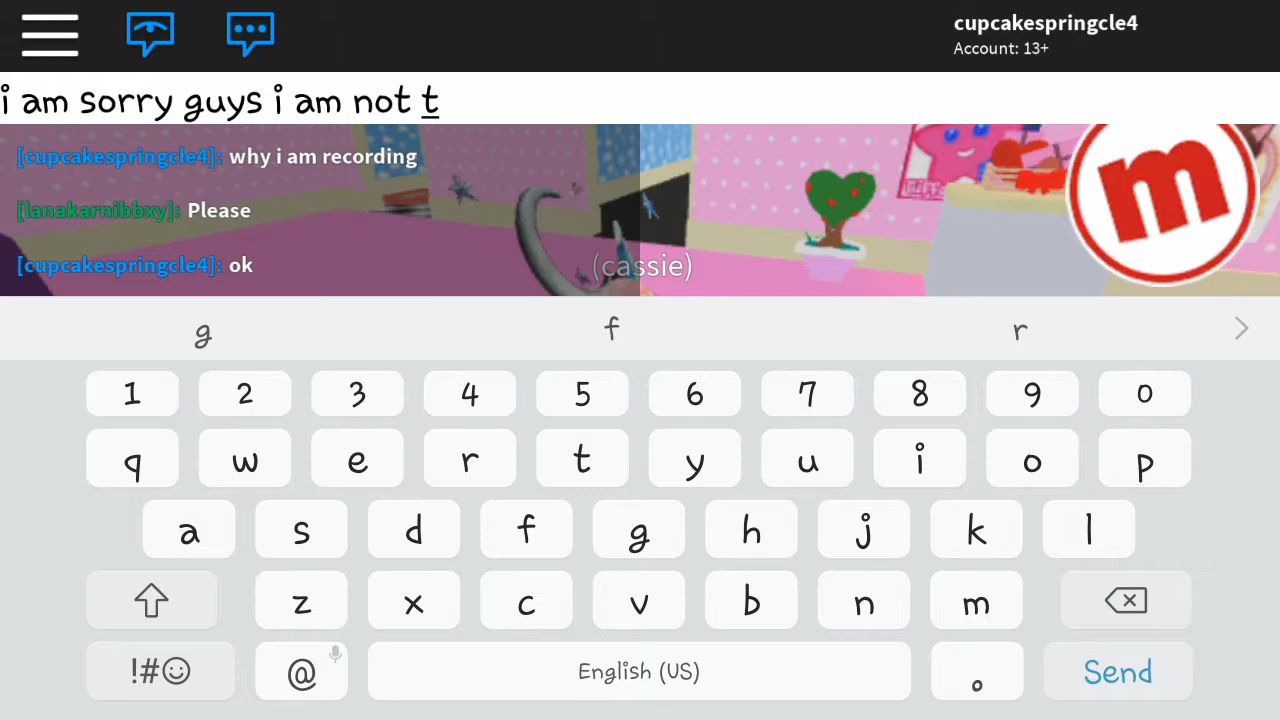 cupcakespringcle4
Account: 13+
i am sorry guys i am not t
[cupcakespringcle4]: why i am recording
[lanakarnibbxy]: Please
[cupcakespringcle4]: ok
(cassie)
m
g f r
1 2 3 4 5 6 7 8 9 0
q w e r t y u i o p
a s d f g h j k l
z x c v b n m
!#☺ @ English (US) . Send